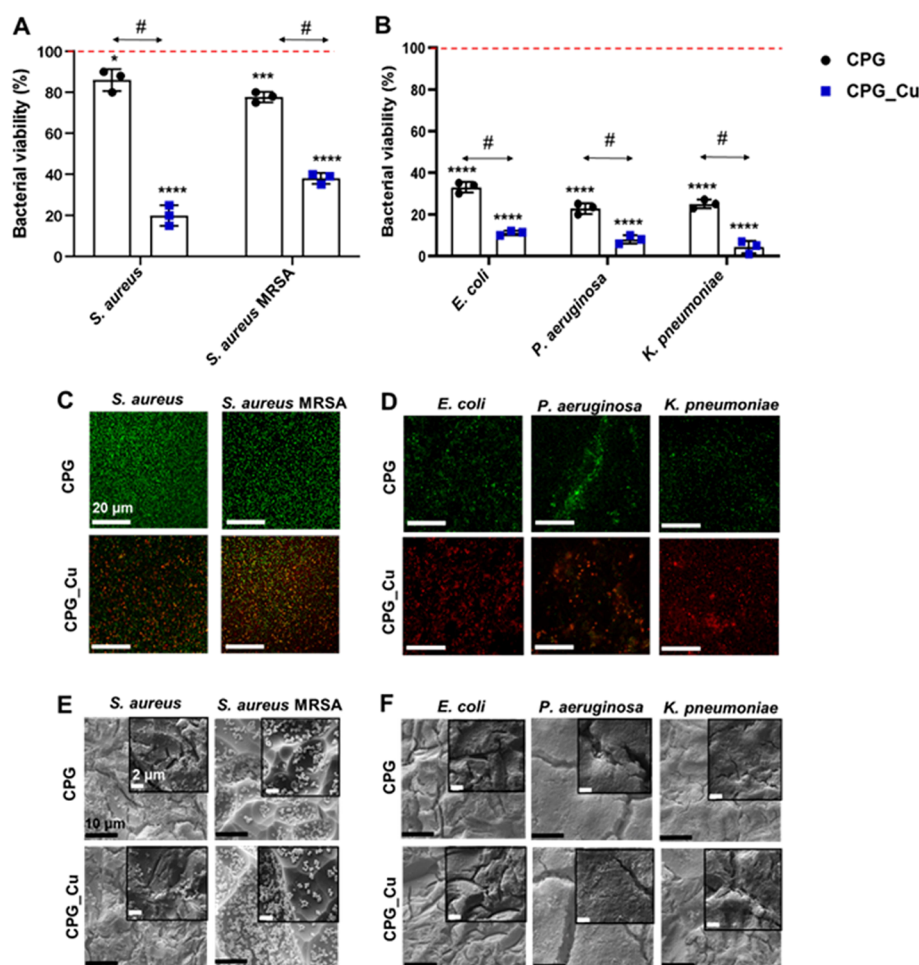 A
#
#
Bacterial viability (%)
100
80
60
40
20
0
*
****
***
****
S. aureus
S. aureus MRSA
B
Bacterial viability (%)
100
80
60
40
20
0
#
#
#
****
****
****
****
****
****
E. coli
P. aeruginosa
K. pneumoniae
CPG
CPG_Cu
C
S. aureus
S. aureus MRSA
CPG
20 µm
CPG_Cu
D
E. coli
P. aeruginosa
K. pneumoniae
CPG
CPG_Cu
E
S. aureus
S. aureus MRSA
CPG
2 µm
10 µm
CPG_Cu
F
E. coli
P. aeruginosa
K. pneumoniae
CPG
CPG_Cu